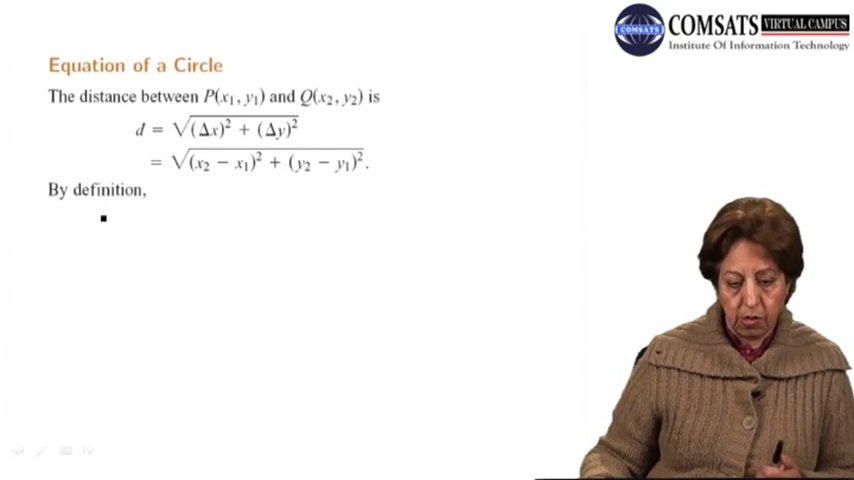 COMSATS VIRTUAL CAMPUS
COMSATS
Institute Of Information Technology
Equation of a Circle
The distance between P(x₁, y₁) and Q(x₂, y₂) is
d = √(Δx)² + (Δy)²
= √(x₂ − x₁)² + (y₂ − y₁)².
By definition,